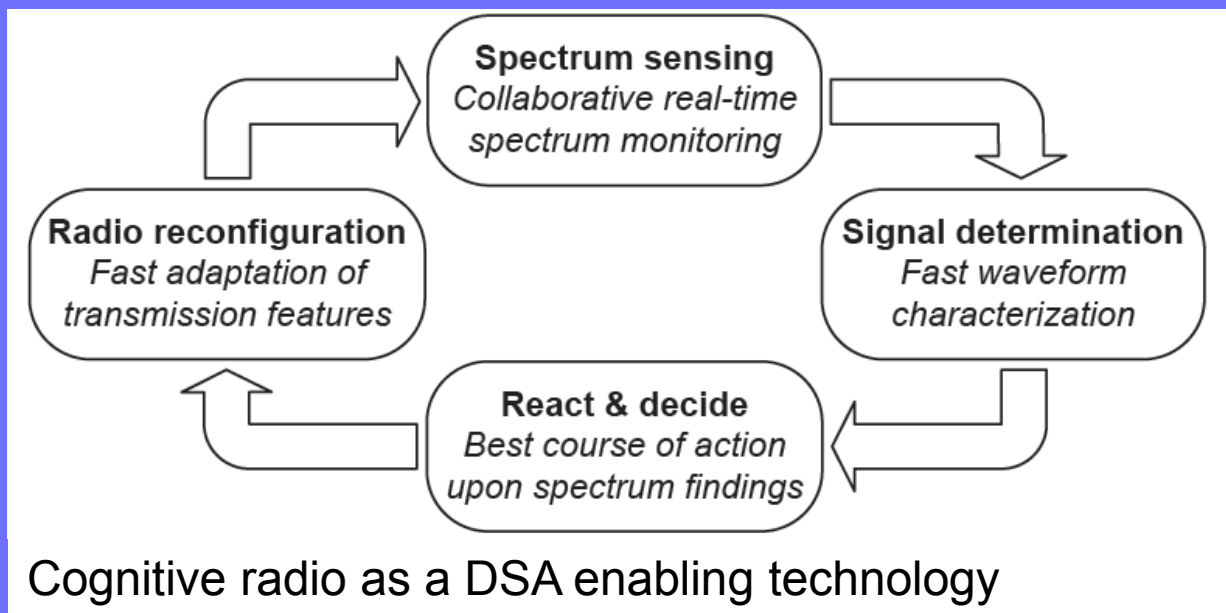 Spectrum sensing
Collaborative real-time
spectrum monitoring
Radio reconfiguration
Fast adaptation of
transmission features
Signal determination
Fast waveform
characterization
React & decide
Best course of action
upon spectrum findings
Cognitive radio as a DSA enabling technology